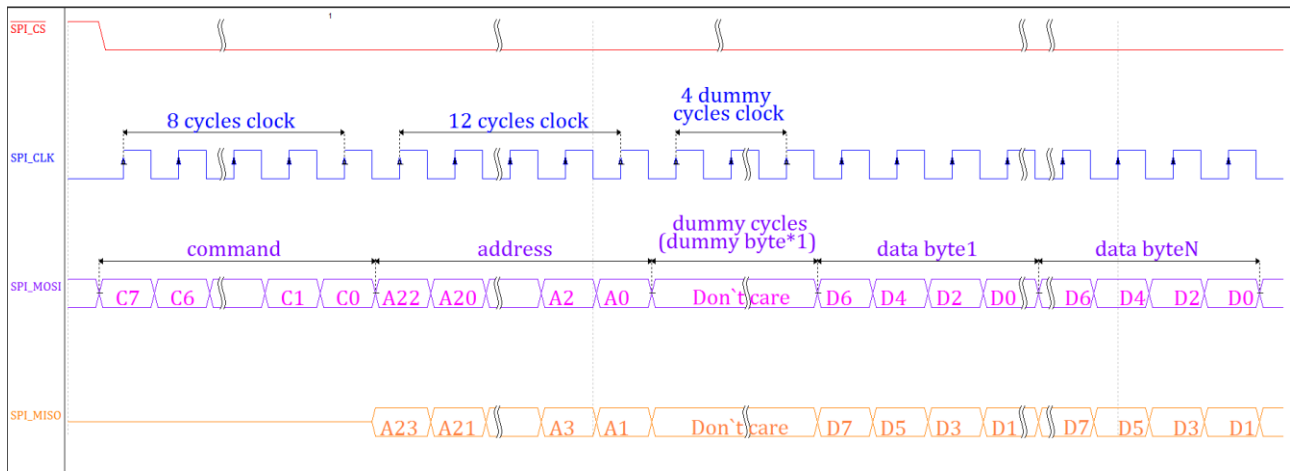 1
SPI_CS
4 dummy
cycles clock
8 cycles clock
12 cycles clock
SPI_CLK
dummy cycles
(dummy byte*1)
command
address
data byte1
data byteN
SPI_MOSI
C7 C6 C1 C0 A22 A20 A2 A0 Don`t care D6 D4 D2 D0 D6 D4 D2 D0
SPI_MISO
A23 A21 A3 A1 Don`t care D7 D5 D3 D1 D7 D5 D3 D1